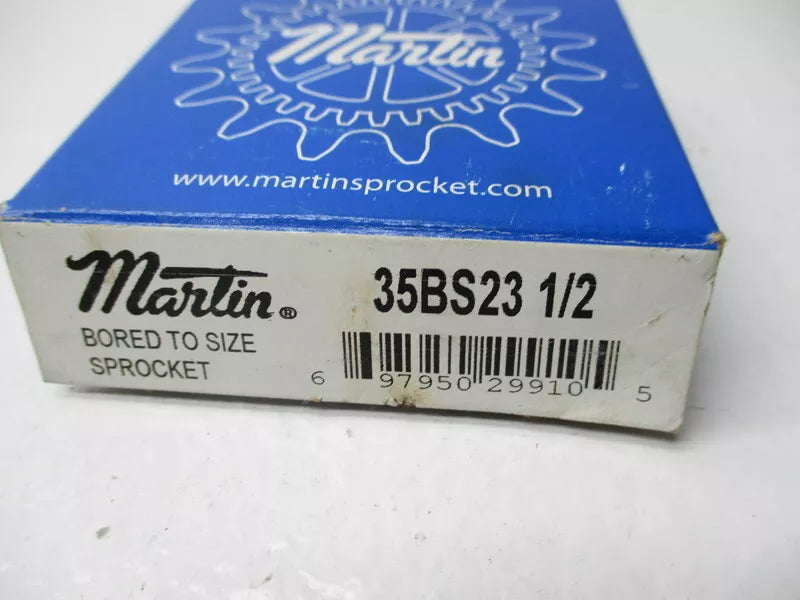 Martin
www.martinsprocket.com
Martin®
BORED TO SIZE
SPROCKET
35BS23 1/2
6 97950 29910 5